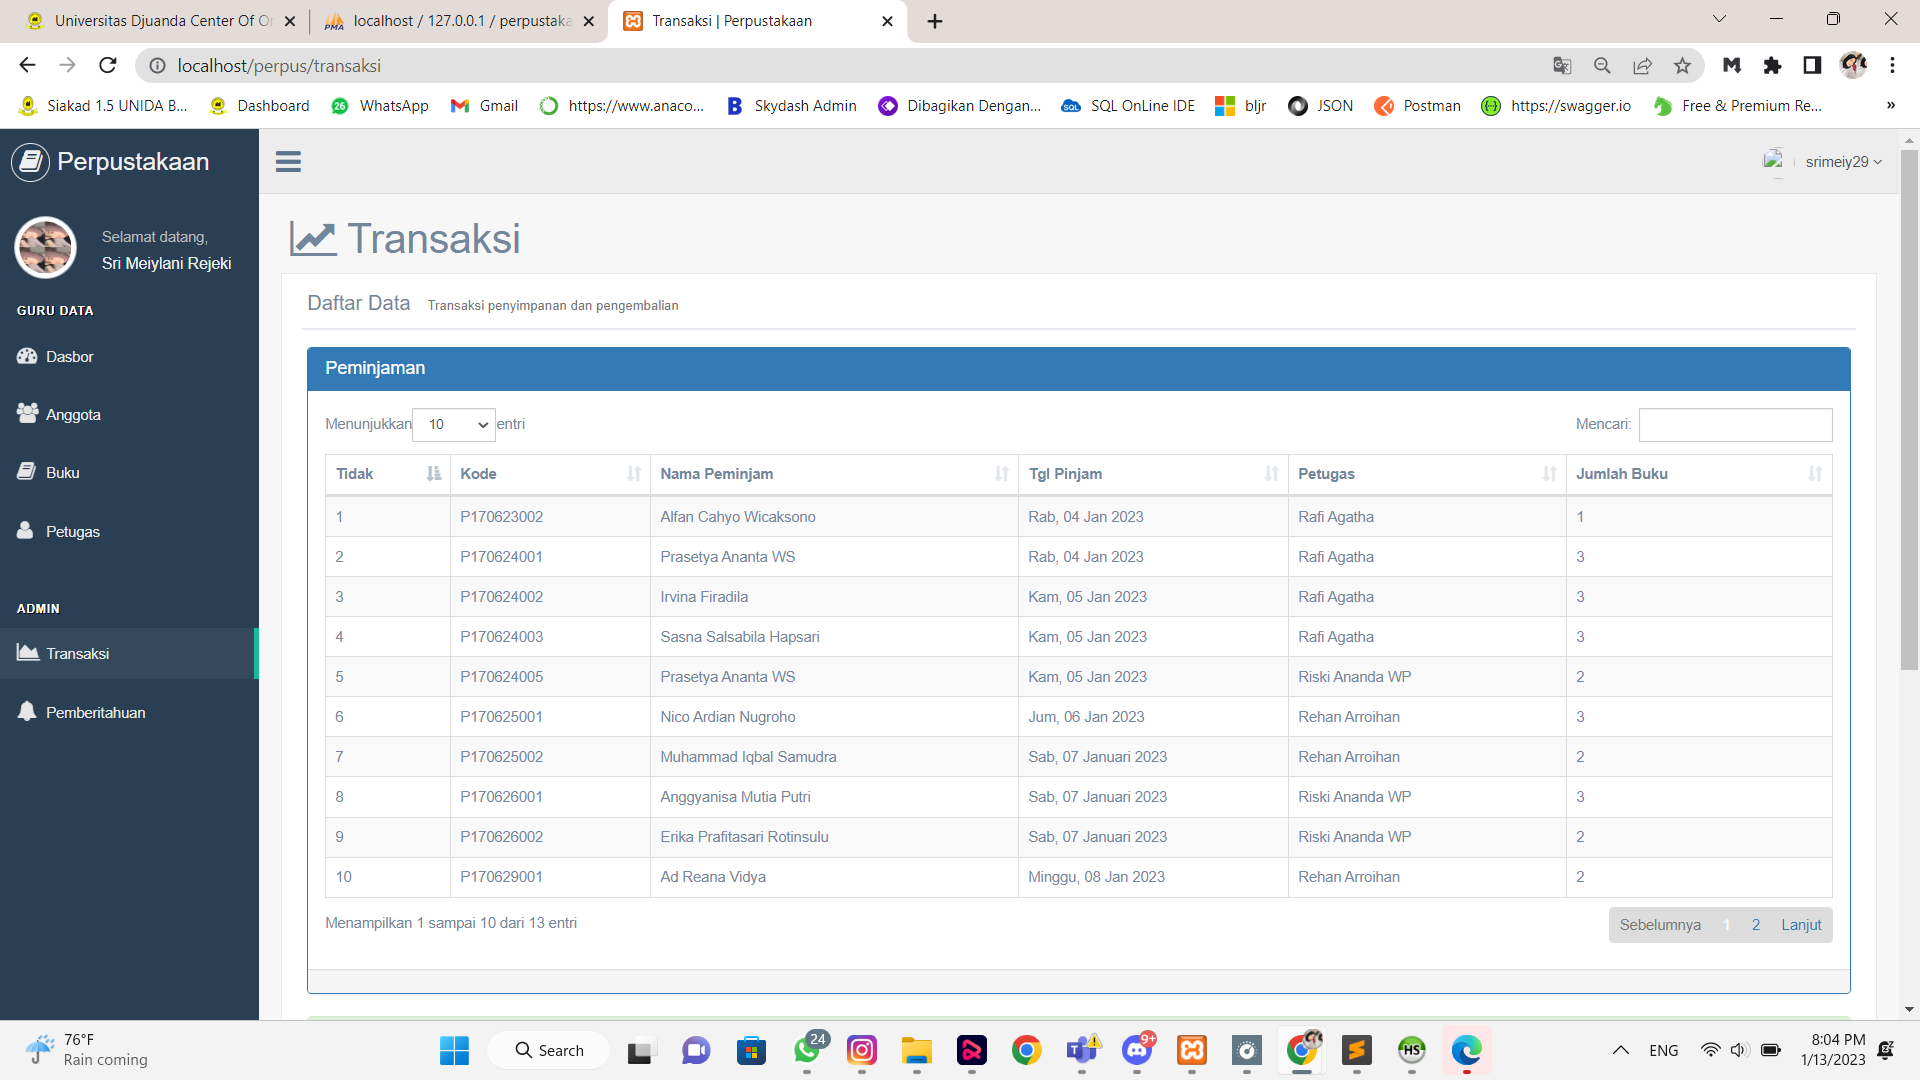 Universitas Djuanda Center Of Or
localhost / 127.0.0.1 / perpustaka
Transaksi | Perpustakaan
localhost/perpus/transaksi
Siakad 1.5 UNIDA B...
Dashboard
WhatsApp
Gmail
https://www.anaco...
Skydash Admin
Dibagikan Dengan...
SQL OnLine IDE
bljr
JSON
Postman
https://swagger.io
Free & Premium Re...
»
Perpustakaan
srimeiy29
Selamat datang,
Sri Meiylani Rejeki
GURU DATA
Dasbor
Anggota
Buku
Petugas
ADMIN
Transaksi
Pemberitahuan
Transaksi
Daftar Data Transaksi penyimpanan dan pengembalian
Peminjaman
Menunjukkan 10 entri
Mencari:
Tidak Kode Nama Peminjam Tgl Pinjam Petugas Jumlah Buku
1 P170623002 Alfan Cahyo Wicaksono Rab, 04 Jan 2023 Rafi Agatha 1
2 P170624001 Prasetya Ananta WS Rab, 04 Jan 2023 Rafi Agatha 3
3 P170624002 Irvina Firadila Kam, 05 Jan 2023 Rafi Agatha 3
4 P170624003 Sasna Salsabila Hapsari Kam, 05 Jan 2023 Rafi Agatha 3
5 P170624005 Prasetya Ananta WS Kam, 05 Jan 2023 Riski Ananda WP 2
6 P170625001 Nico Ardian Nugroho Jum, 06 Jan 2023 Rehan Arroihan 3
7 P170625002 Muhammad Iqbal Samudra Sab, 07 Januari 2023 Rehan Arroihan 2
8 P170626001 Anggyanisa Mutia Putri Sab, 07 Januari 2023 Riski Ananda WP 3
9 P170626002 Erika Prafitasari Rotinsulu Sab, 07 Januari 2023 Riski Ananda WP 2
10 P170629001 Ad Reana Vidya Minggu, 08 Jan 2023 Rehan Arroihan 2
Menampilkan 1 sampai 10 dari 13 entri
Sebelumnya 1 2 Lanjut
76°F
Rain coming
Search
24
9+
HS
ENG
8:04 PM
1/13/2023